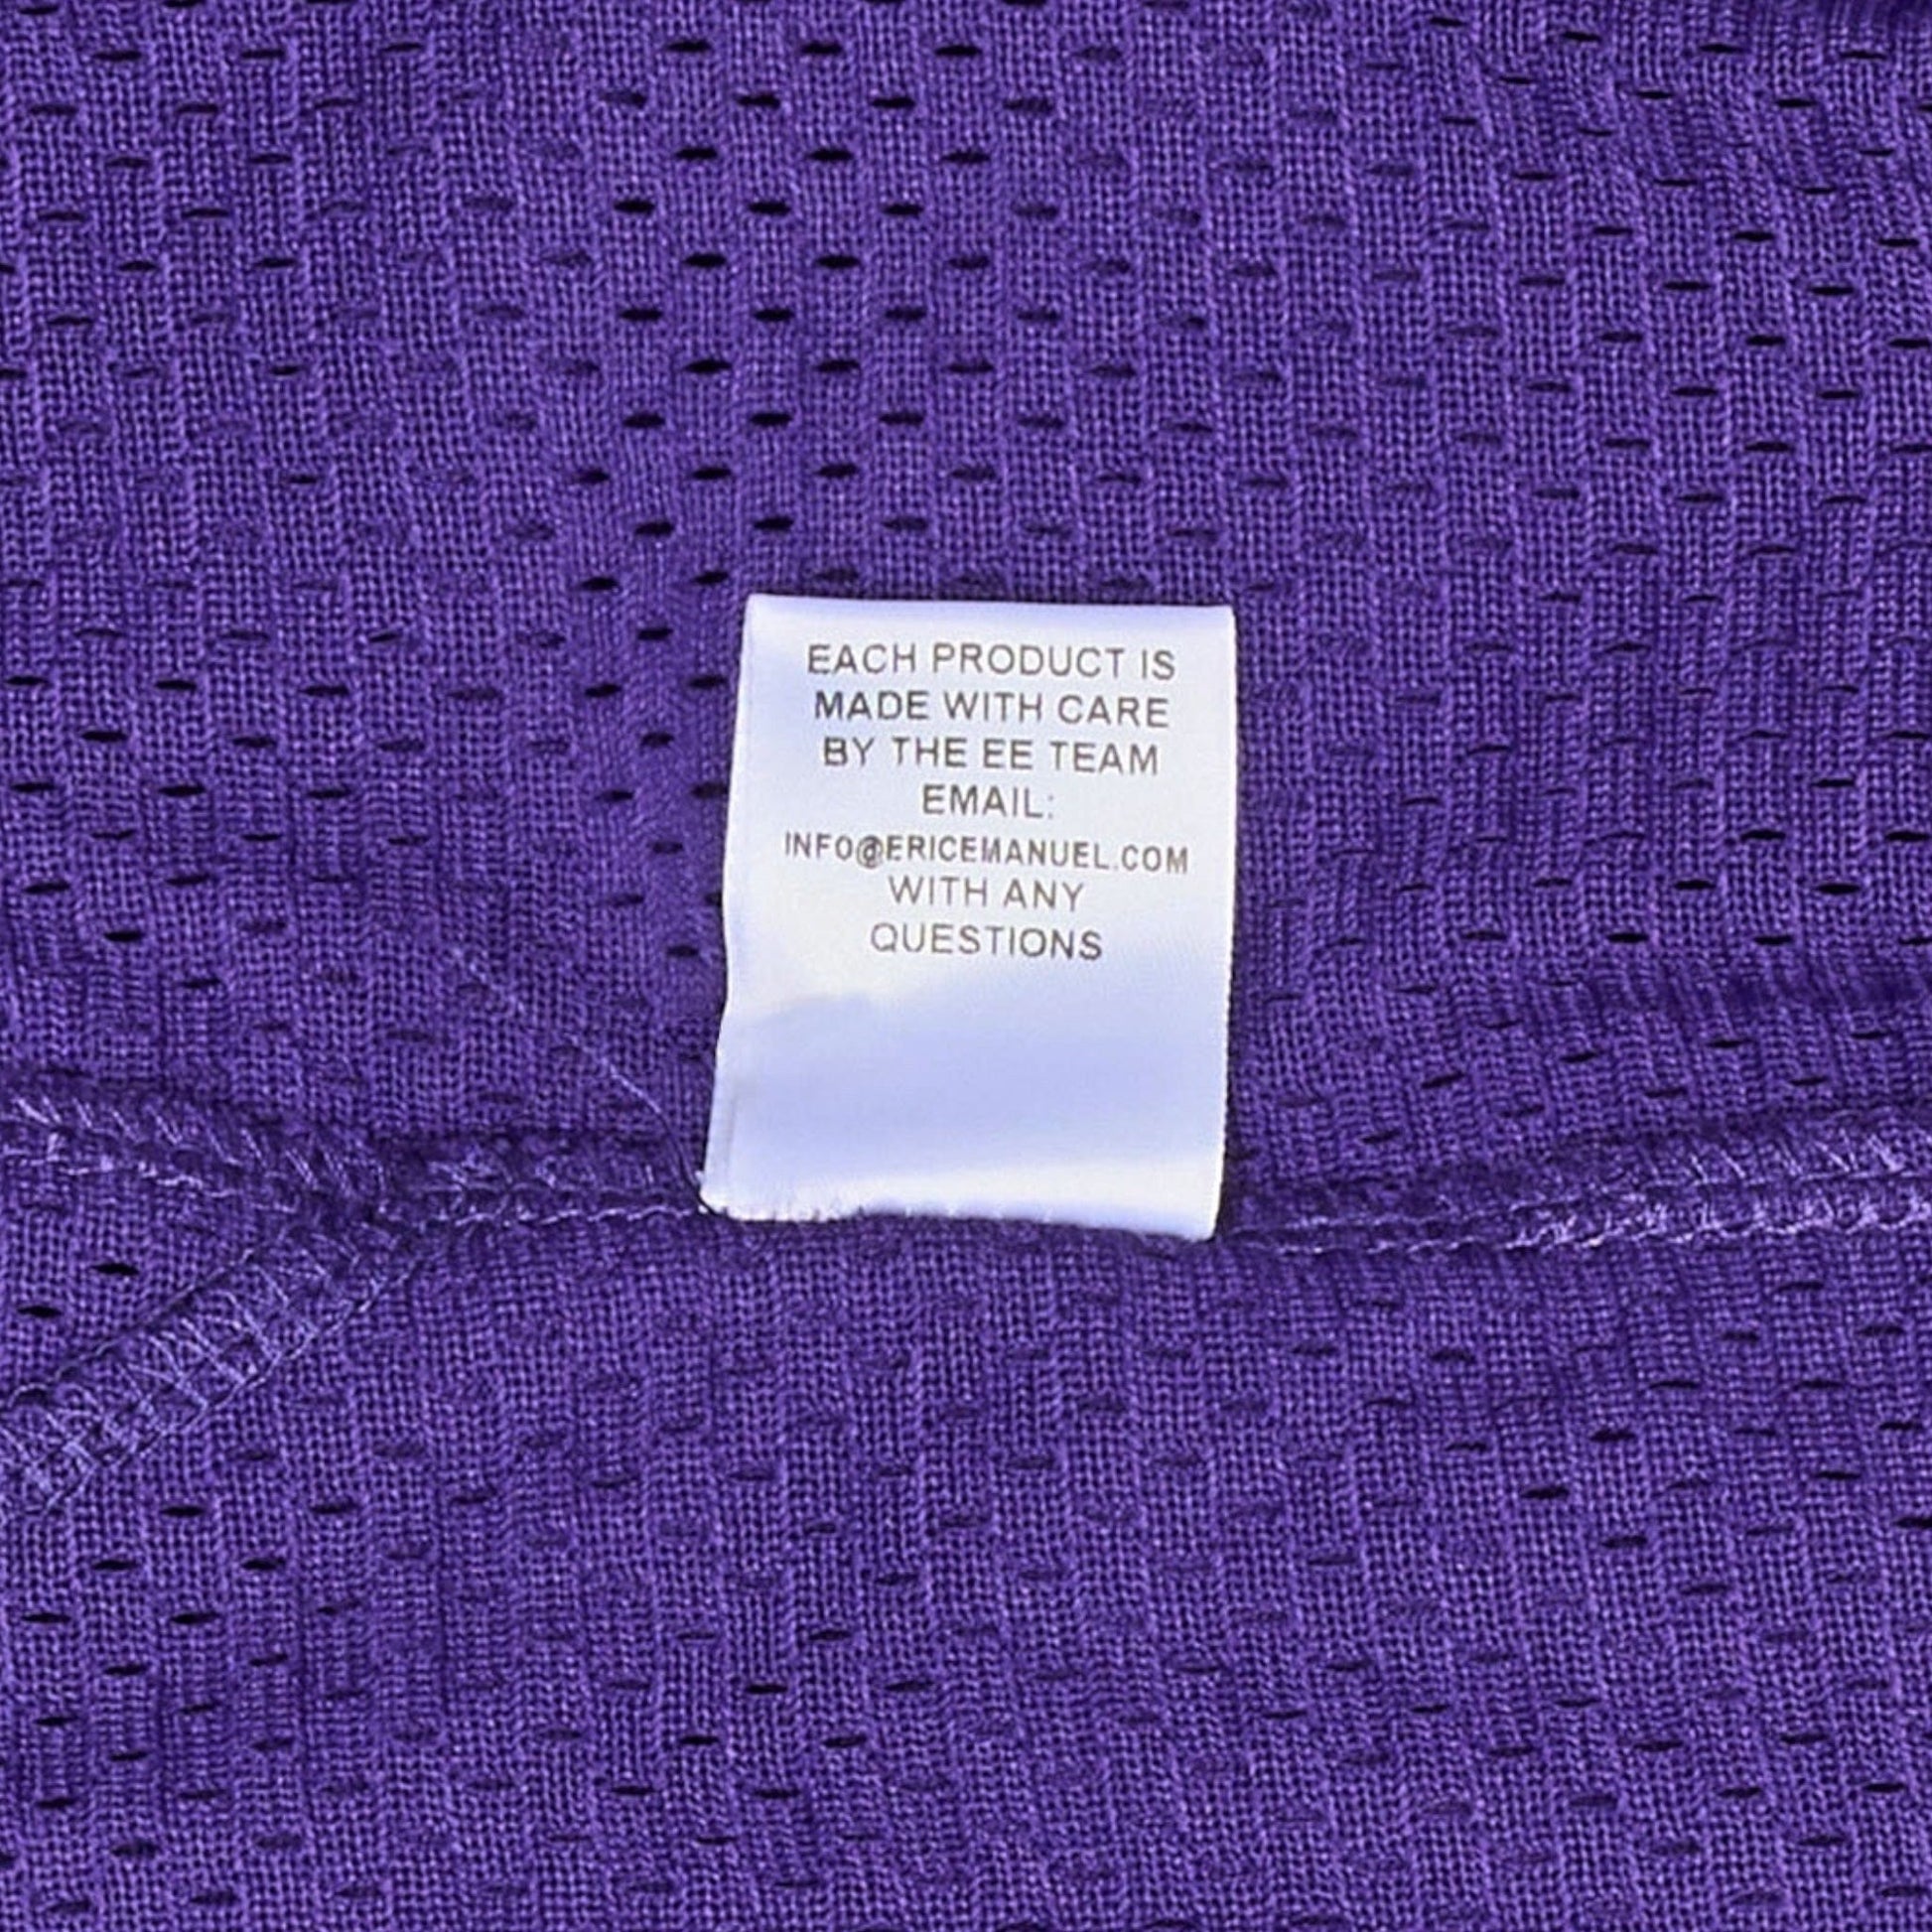 EACH PRODUCT IS
MADE WITH CARE
BY THE EE TEAM
EMAIL:
INFO@ERICEMANUEL.COM
WITH ANY
QUESTIONS